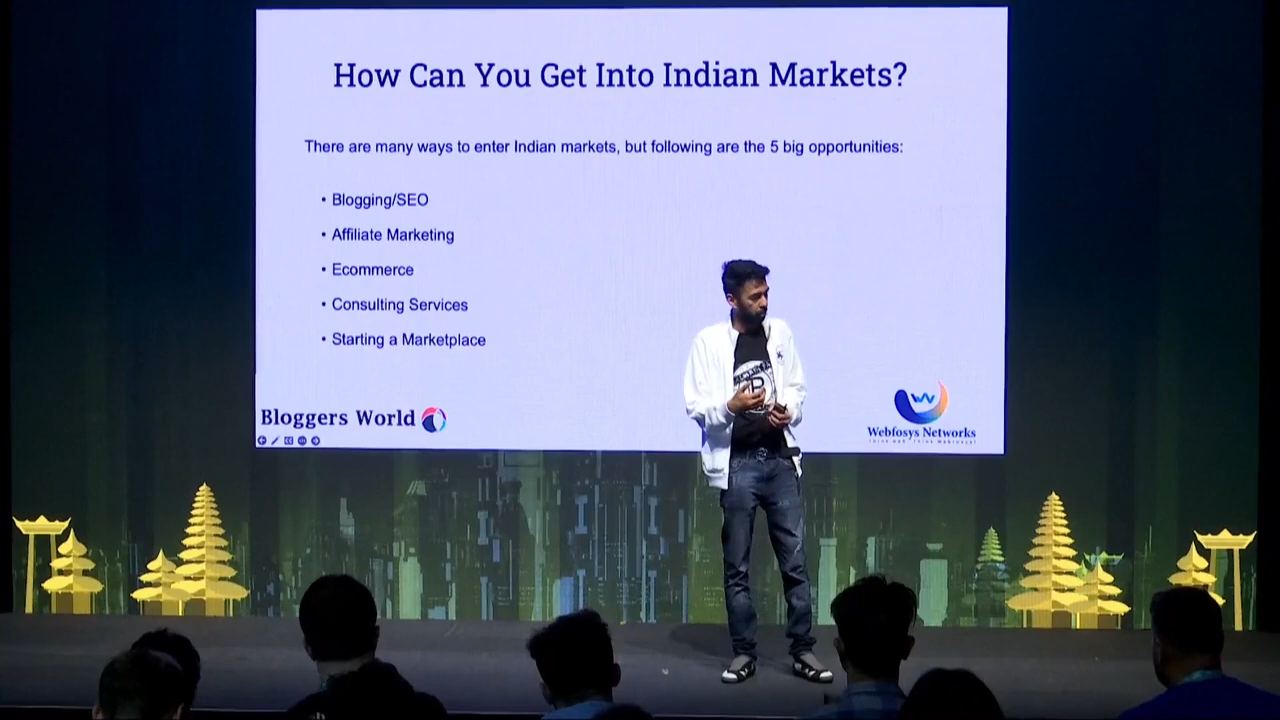 How Can You Get Into Indian Markets?
There are many ways to enter Indian markets, but following are the 5 big opportunities:
• Blogging/SEO
• Affiliate Marketing
• Ecommerce
• Consulting Services
• Starting a Marketplace
Bloggers World
Webfosys Networks